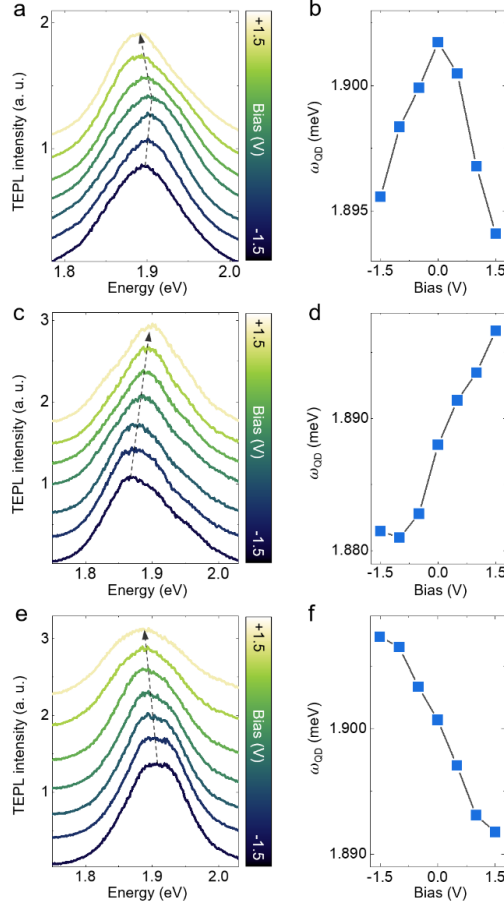 a
TEPL intensity (a. u.)
2
1
1.8
1.9
2.0
Energy (eV)
+1.5
Bias (V)
-1.5
b
ωQD (meV)
1.900
1.895
-1.5
0.0
1.5
Bias (V)
c
TEPL intensity (a. u.)
3
2
1
1.8
1.9
2.0
Energy (eV)
+1.5
Bias (V)
-1.5
d
ωQD (meV)
1.890
1.880
-1.5
0.0
1.5
Bias (V)
e
TEPL intensity (a. u.)
3
2
1
1.8
1.9
2.0
Energy (eV)
+1.5
Bias (V)
-1.5
f
ωQD (meV)
1.900
1.890
-1.5
0.0
1.5
Bias (V)